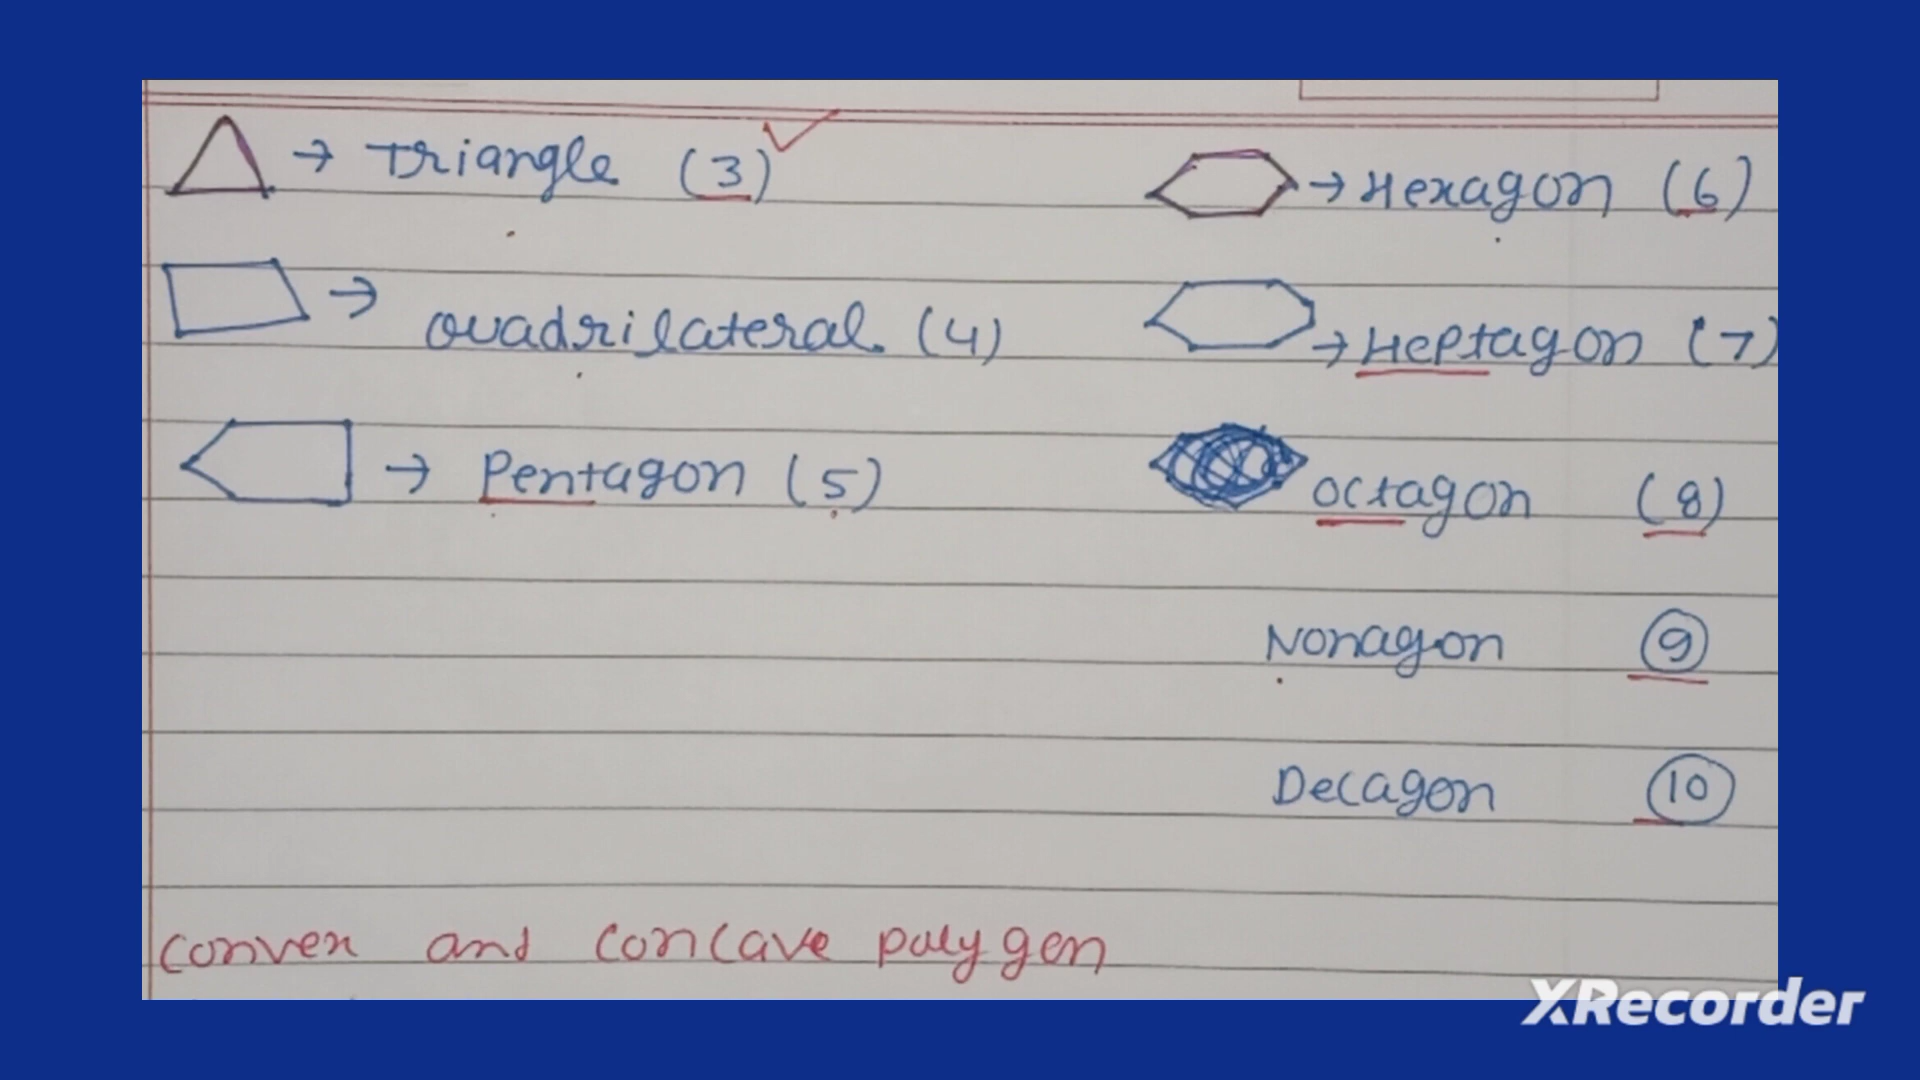 → Triangle (3) ✓
→ Quadrilateral (4)
→ Pentagon (5)
→ Hexagon (6)
→ Heptagon (7)
octagon (8)
Nonagon 9
Decagon 10
Convex and Concave polygen
XRecorder